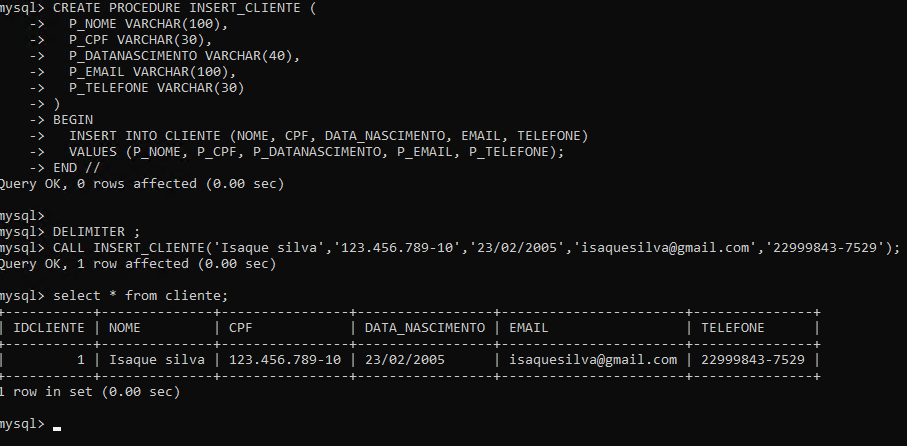 mysql> CREATE PROCEDURE INSERT_CLIENTE (
    ->   P_NOME VARCHAR(100),
    ->   P_CPF VARCHAR(30),
    ->   P_DATANASCIMENTO VARCHAR(40),
    ->   P_EMAIL VARCHAR(100),
    ->   P_TELEFONE VARCHAR(30)
    -> )
    -> BEGIN
    ->   INSERT INTO CLIENTE (NOME, CPF, DATA_NASCIMENTO, EMAIL, TELEFONE)
    ->   VALUES (P_NOME, P_CPF, P_DATANASCIMENTO, P_EMAIL, P_TELEFONE);
    -> END //
Query OK, 0 rows affected (0.00 sec)
mysql>
mysql> DELIMITER ;
mysql> CALL INSERT_CLIENTE('Isaque silva','123.456.789-10','23/02/2005','isaquesilva@gmail.com','22999843-7529');
Query OK, 1 row affected (0.00 sec)
mysql> select * from cliente;
+-----------+--------------+----------------+-----------------+-----------------------+---------------+
| IDCLIENTE | NOME         | CPF            | DATA_NASCIMENTO | EMAIL                 | TELEFONE      |
+-----------+--------------+----------------+-----------------+-----------------------+---------------+
|         1 | Isaque silva | 123.456.789-10 | 23/02/2005      | isaquesilva@gmail.com | 22999843-7529 |
+-----------+--------------+----------------+-----------------+-----------------------+---------------+
1 row in set (0.00 sec)
mysql> _